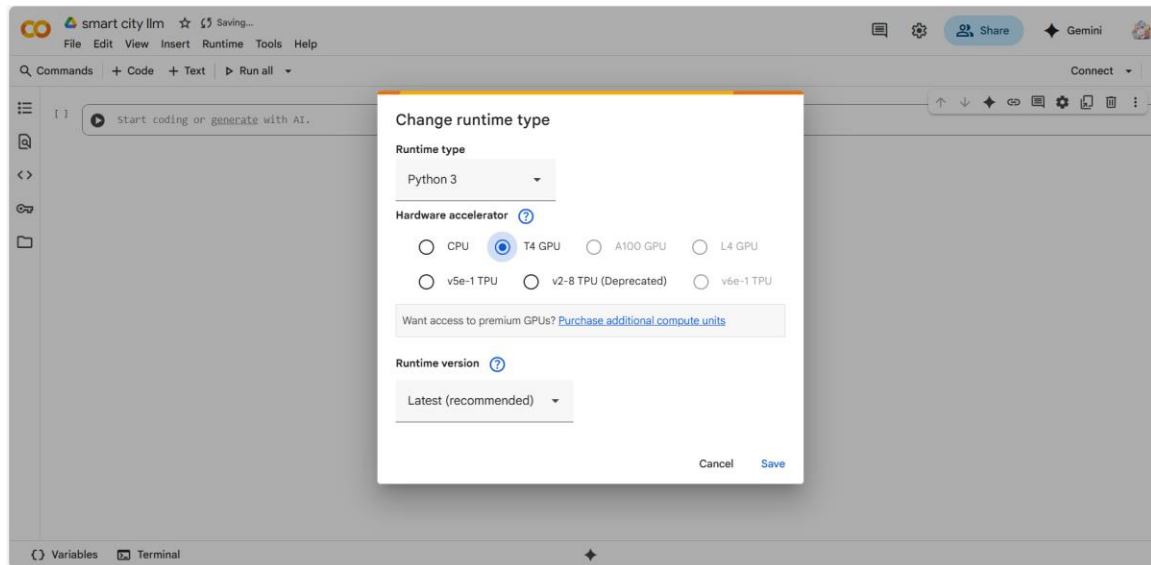 smart city llm Saving...
File Edit View Insert Runtime Tools Help
Share Gemini
Commands + Code + Text Run all Connect
[ ] Start coding or generate with AI.
Change runtime type
Runtime type
Python 3
Hardware accelerator ?
CPU T4 GPU A100 GPU L4 GPU
v5e-1 TPU v2-8 TPU (Deprecated) v6e-1 TPU
Want access to premium GPUs? Purchase additional compute units
Runtime version ?
Latest (recommended)
Cancel Save
{} Variables Terminal